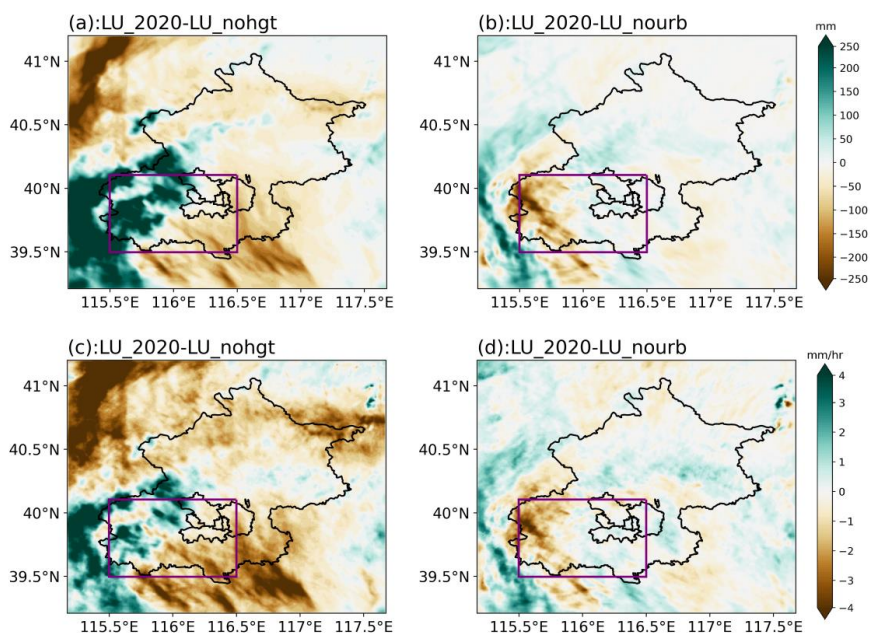 (a):LU_2020-LU_nohgt
(b):LU_2020-LU_nourb
mm
41°N
40.5°N
40°N
39.5°N
115.5°E 116°E 116.5°E 117°E 117.5°E
41°N
40.5°N
40°N
39.5°N
115.5°E 116°E 116.5°E 117°E 117.5°E
250
200
150
100
50
0
−50
−100
−150
−200
−250
(c):LU_2020-LU_nohgt
(d):LU_2020-LU_nourb
mm/hr
41°N
40.5°N
40°N
39.5°N
115.5°E 116°E 116.5°E 117°E 117.5°E
41°N
40.5°N
40°N
39.5°N
115.5°E 116°E 116.5°E 117°E 117.5°E
4
3
2
1
0
−1
−2
−3
−4